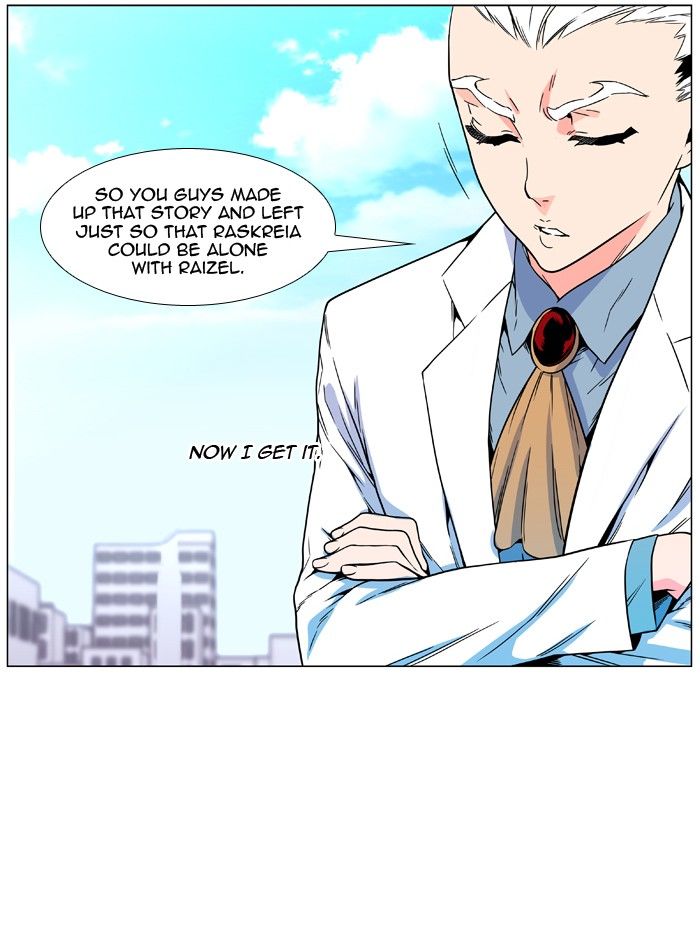 SO YOU GUYS MADE
UP THAT STORY AND LEFT
JUST SO THAT RASKREIA
COULD BE ALONE
WITH RAIZEL.
NOW I GET IT.